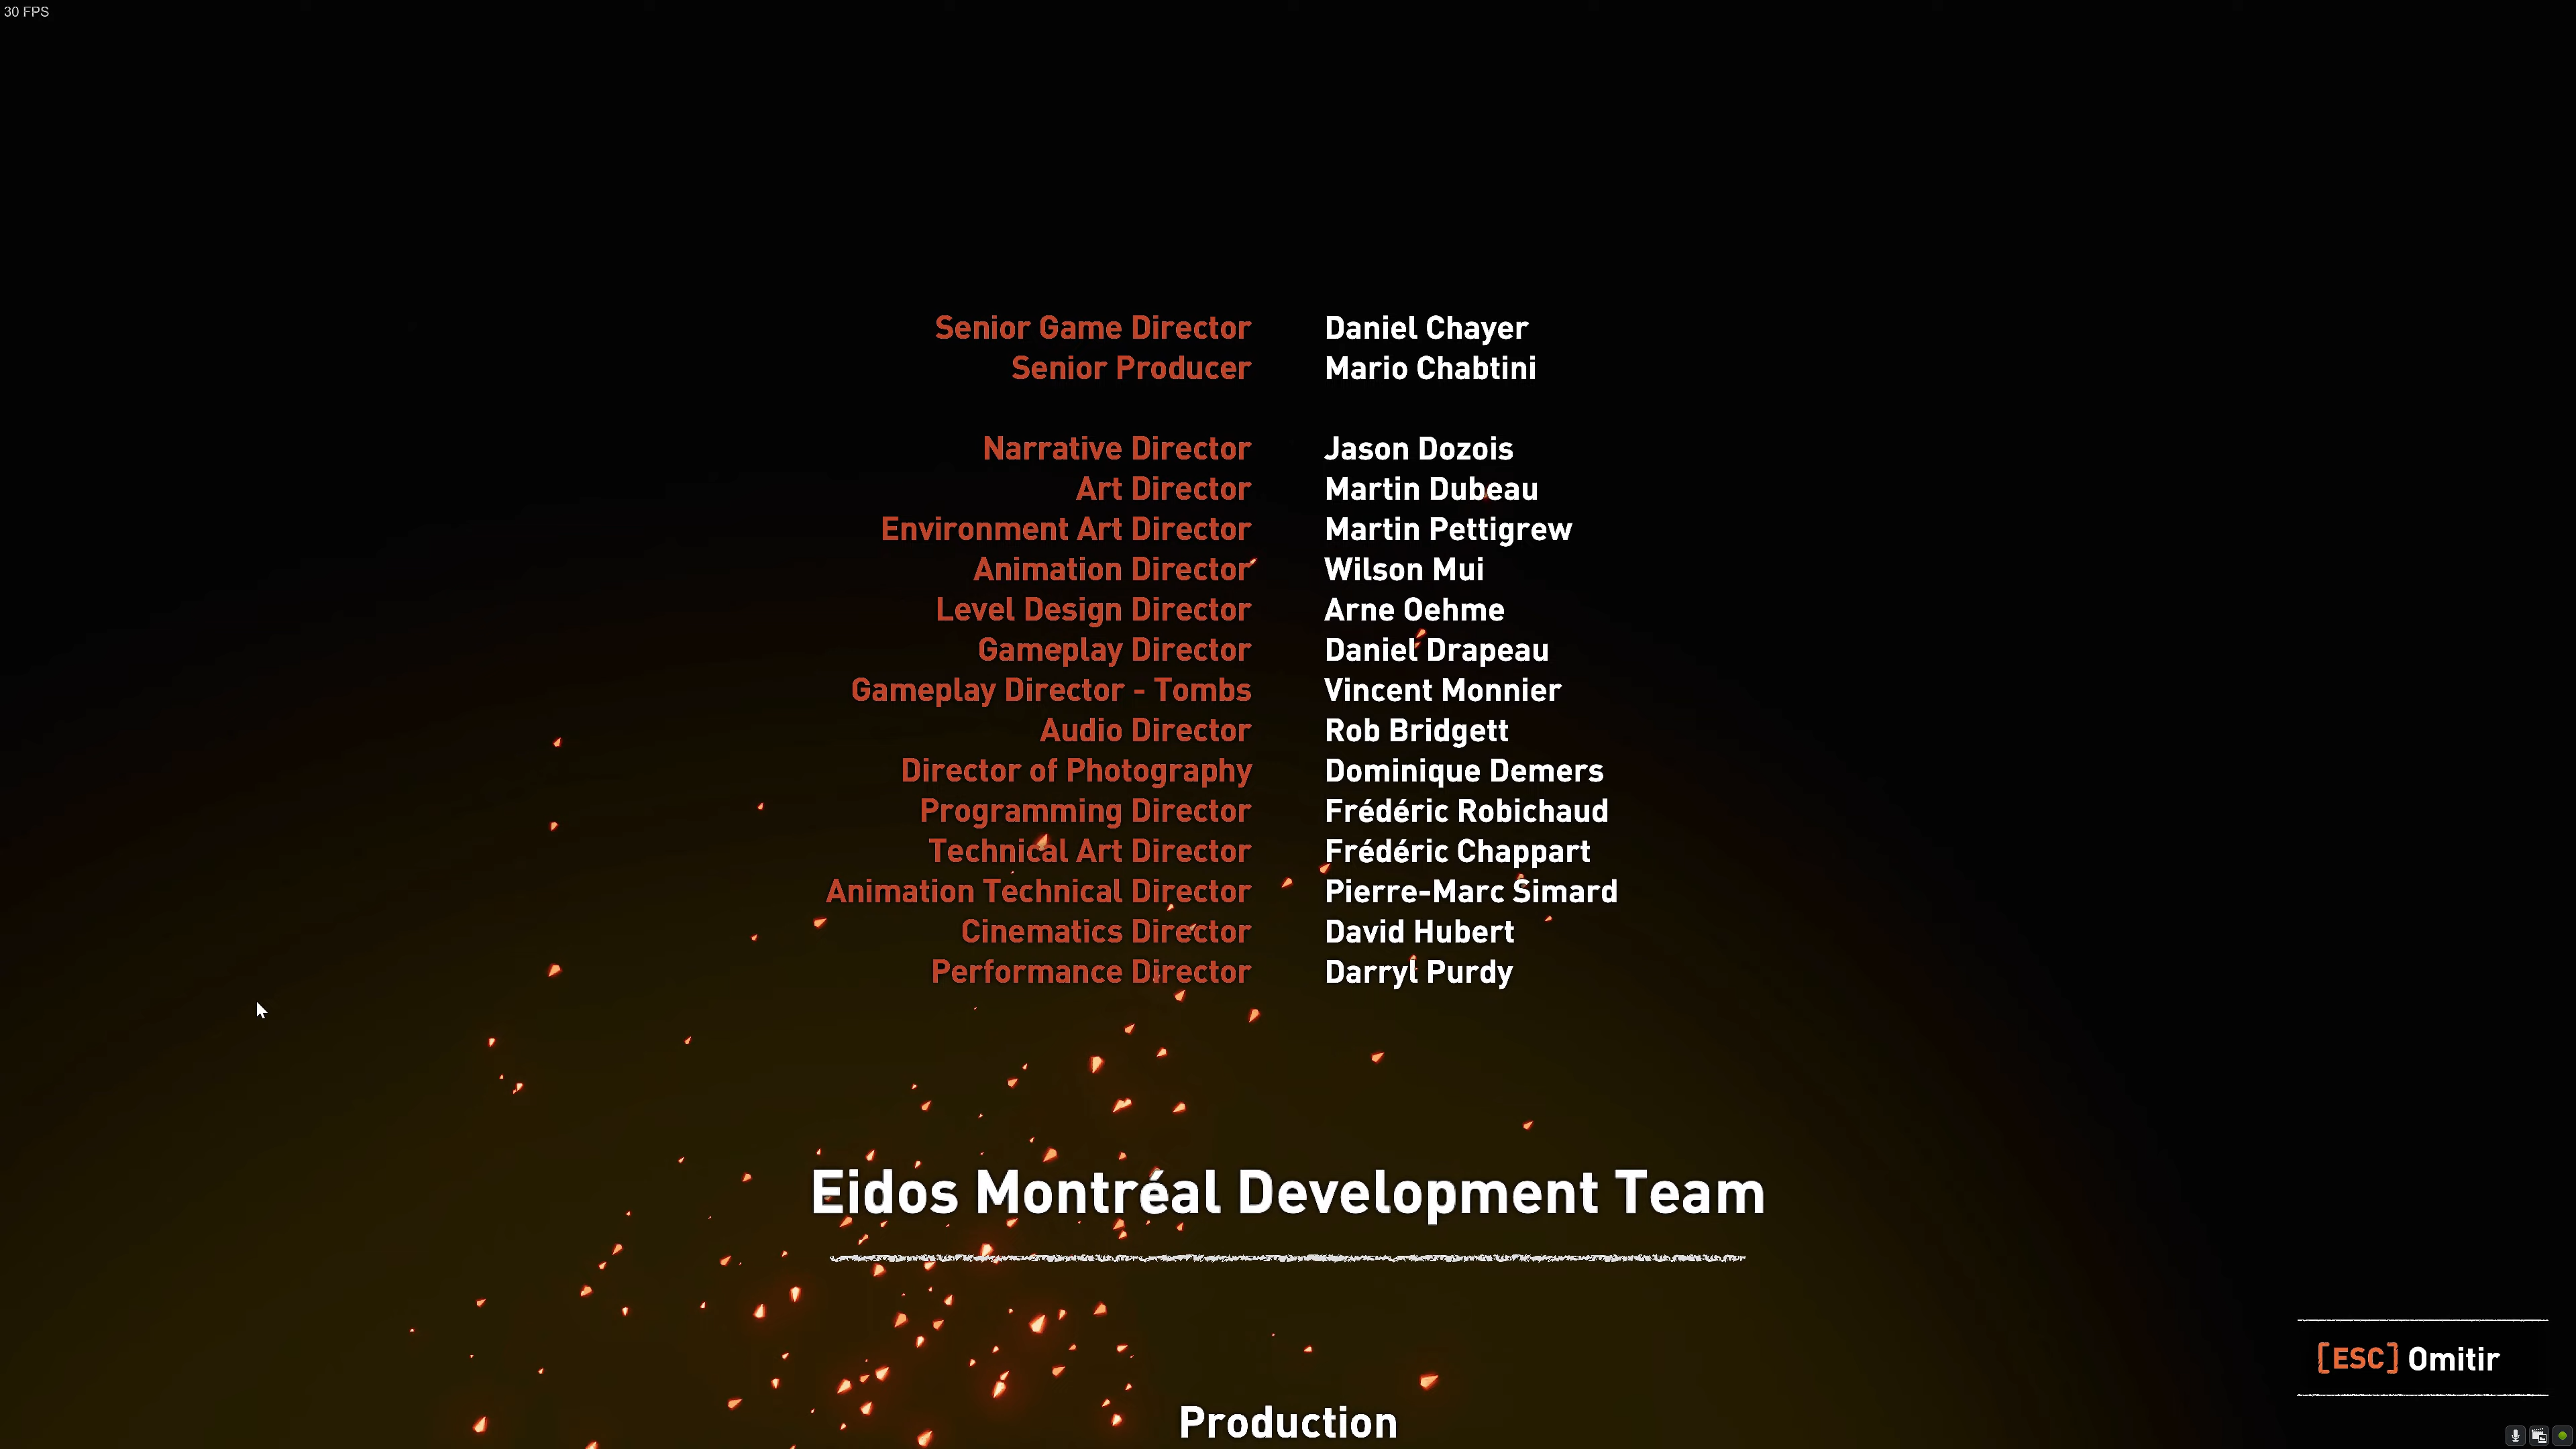 30 FPS
Senior Game Director Daniel Chayer
Senior Producer Mario Chabtini
Narrative Director Jason Dozois
Art Director Martin Dubeau
Environment Art Director Martin Pettigrew
Animation Director Wilson Mui
Level Design Director Arne Oehme
Gameplay Director Daniel Drapeau
Gameplay Director - Tombs Vincent Monnier
Audio Director Rob Bridgett
Director of Photography Dominique Demers
Programming Director Frédéric Robichaud
Technical Art Director Frédéric Chappart
Animation Technical Director Pierre-Marc Simard
Cinematics Director David Hubert
Performance Director Darryl Purdy
Eidos Montréal Development Team
[ESC] Omitir
Production